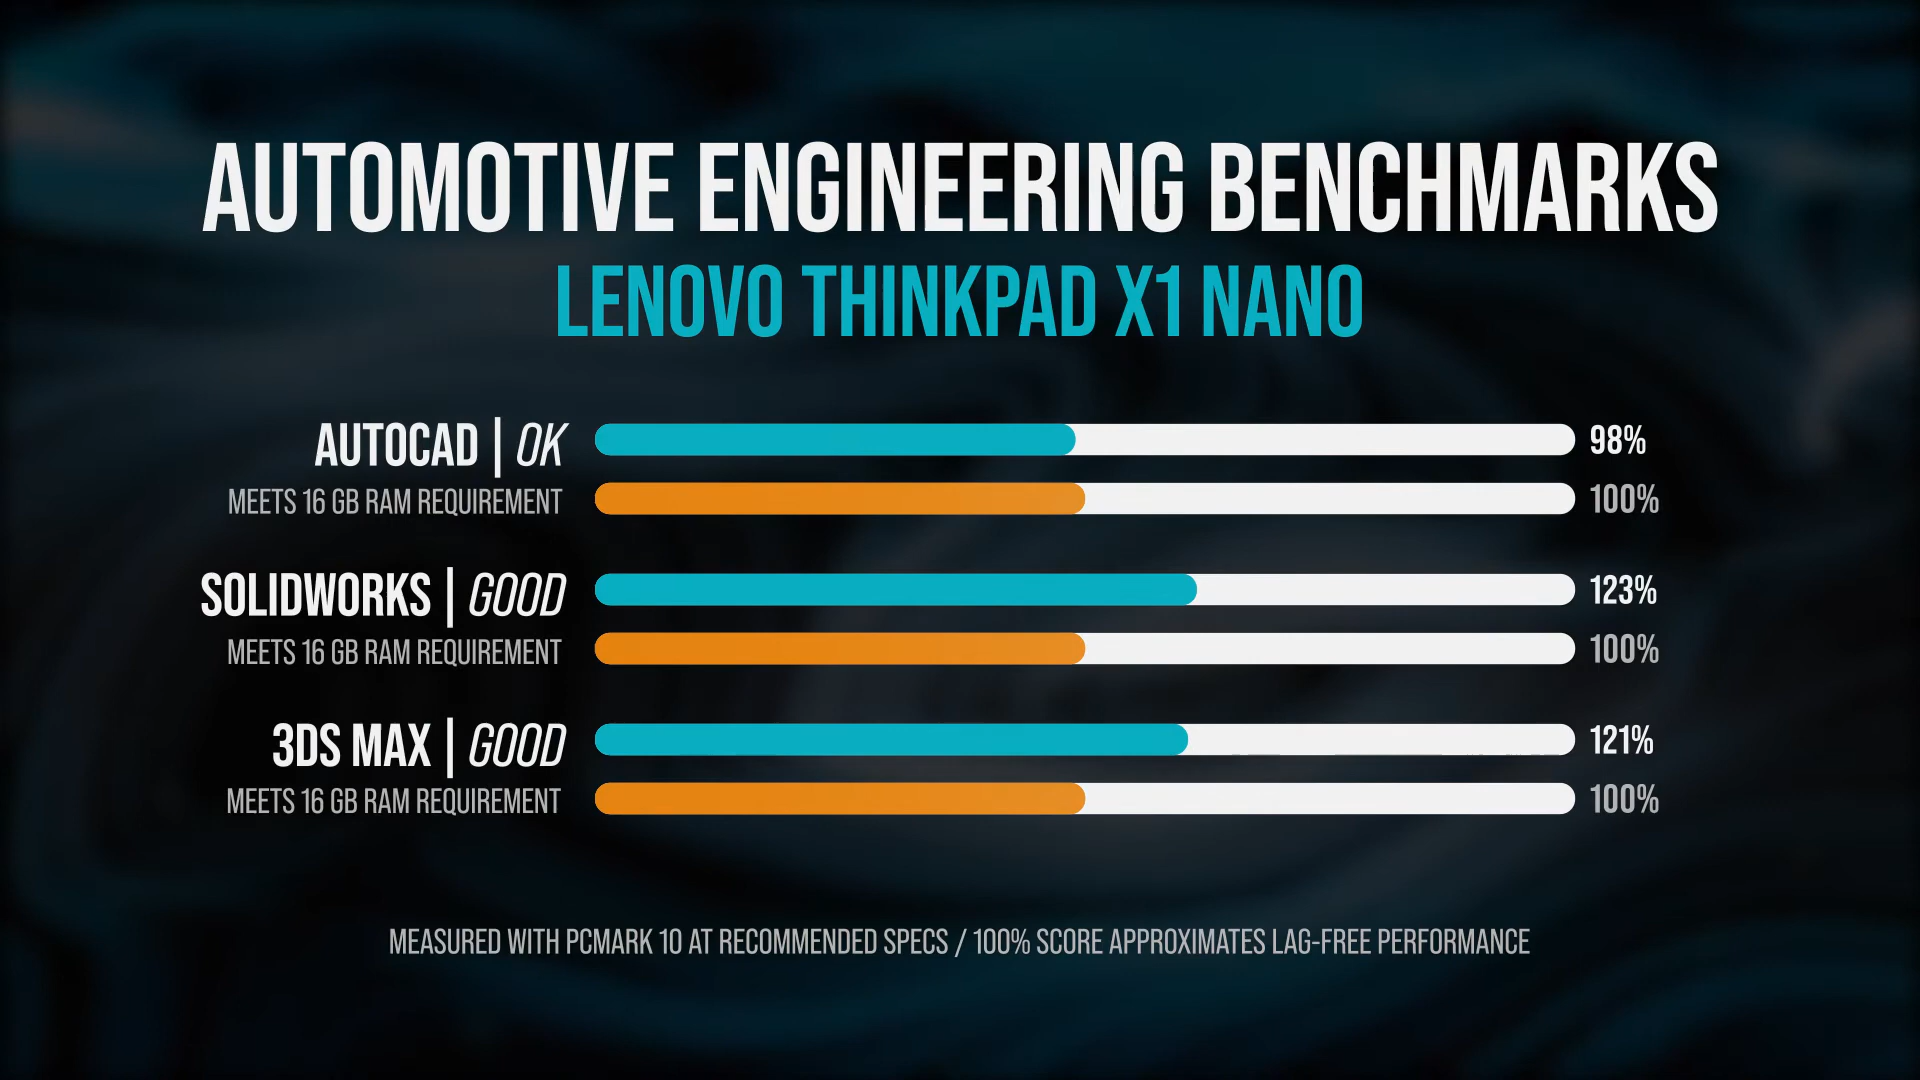 AUTOMOTIVE ENGINEERING BENCHMARKS
LENOVO THINKPAD X1 NANO
AUTOCAD | OK 98%
MEETS 16 GB RAM REQUIREMENT 100%
SOLIDWORKS | GOOD 123%
MEETS 16 GB RAM REQUIREMENT 100%
3DS MAX | GOOD 121%
MEETS 16 GB RAM REQUIREMENT 100%
MEASURED WITH PCMARK 10 AT RECOMMENDED SPECS / 100% SCORE APPROXIMATES LAG-FREE PERFORMANCE